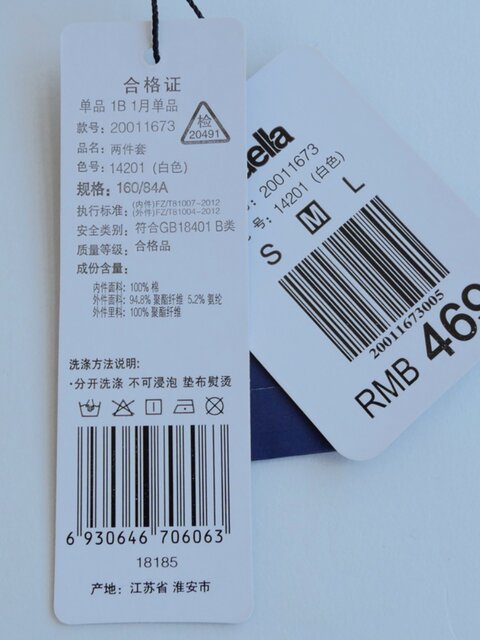 合格证
单品 1B 1月单品
款号: 20011673
检
20491
品名: 两件套
色号: 14201 (白色)
规格: 160/84A
执行标准: (内件)FZ/T81007-2012
(外件)FZ/T81004-2012
安全类别: 符合GB18401 B类
质量等级: 合格品
成份含量:
内件面料: 100% 棉
外件面料: 94.8% 聚酯纤维 5.2% 氨纶
外件里料: 100% 聚酯纤维
洗涤方法说明:
·分开洗涤 不可浸泡 垫布熨烫
6 930646 706063
18185
产地: 江苏省 淮安市
della
: 20011673
号: 14201 (白色)
S M L
20011673005
RMB 469